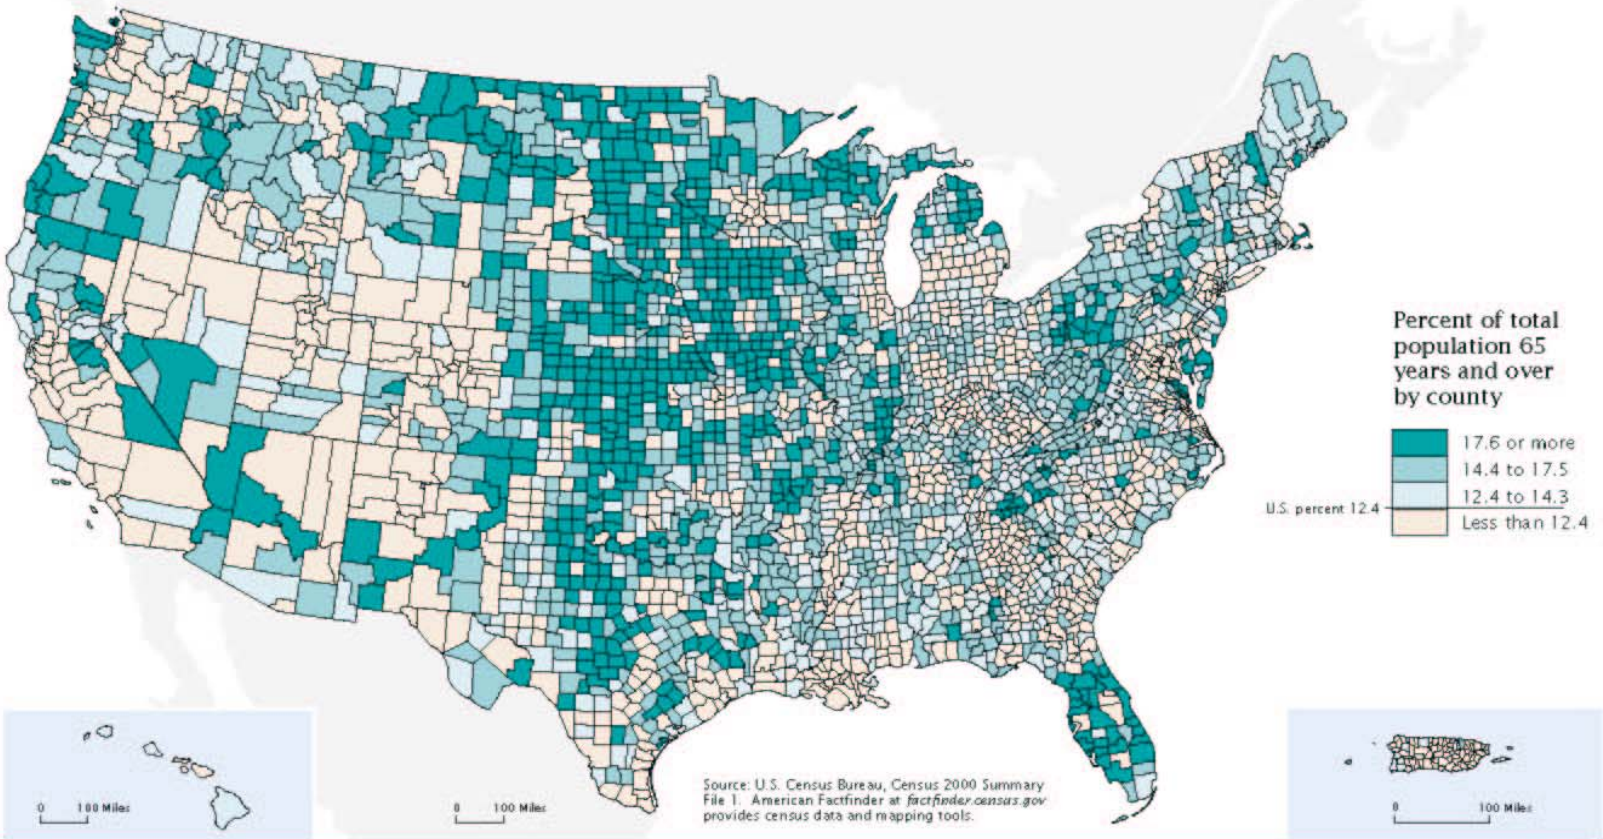 Percent of total
population 65
years and over
by county
17.6 or more
14.4 to 17.5
12.4 to 14.3
U.S. percent 12.4
Less than 12.4
0 100 Miles
0 100 Miles
Source: U.S. Census Bureau, Census 2000 Summary
File 1. American Factfinder at factfinder.census.gov
provides census data and mapping tools.
0 100 Miles